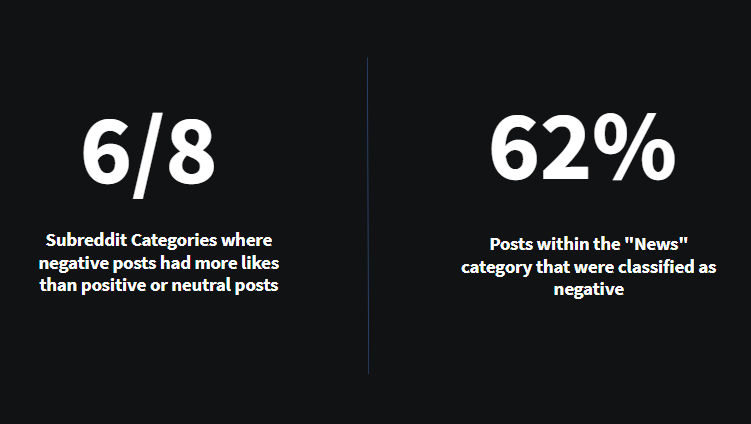 6/8
Subreddit Categories where
negative posts had more likes
than positive or neutral posts
62%
Posts within the "News"
category that were classified as
negative